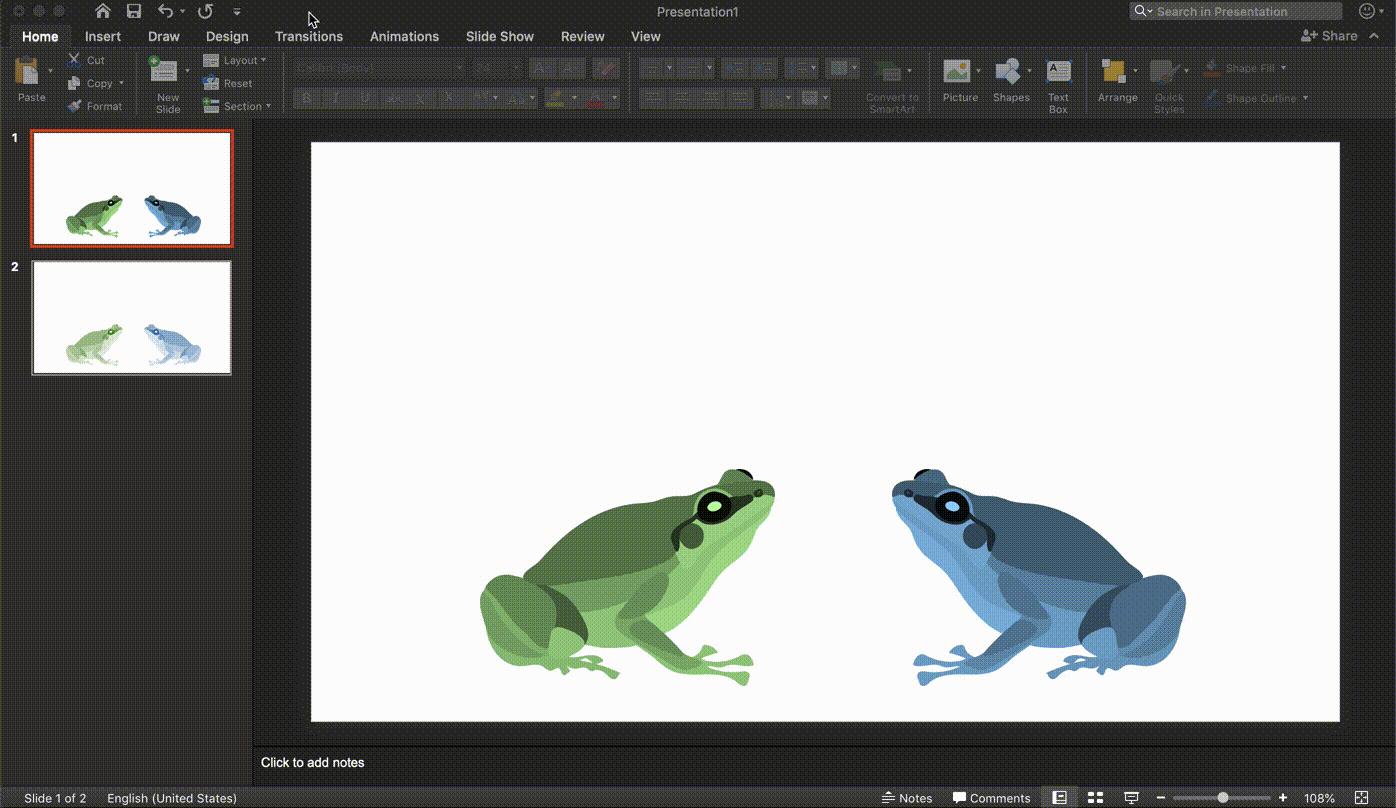 Presentation1
Search in Presentation
Home Insert Draw Design Transitions Animations Slide Show Review View Share
Paste
Cut
Copy
Format
New
Slide
Layout
Reset
Section
B I U abc X X
Convert to
SmartArt
Picture
Shapes
Text
Box
Arrange
Quick
Styles
Shape Fill
Shape Outline
1
2
Click to add notes
Slide 1 of 2 English (United States) Notes Comments 108%